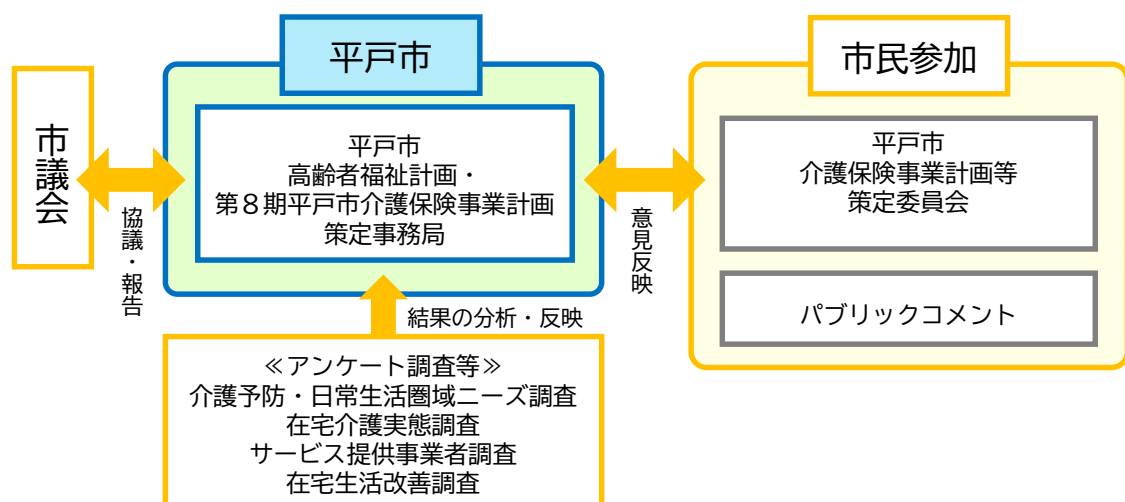 平戸市
市民参加
市議会
協議・報告
平戸市
高齢者福祉計画・
第８期平戸市介護保険事業計画
策定事務局
意見反映
平戸市
介護保険事業計画等
策定委員会
パブリックコメント
結果の分析・反映
≪アンケート調査等≫
介護予防・日常生活圏域ニーズ調査
在宅介護実態調査
サービス提供事業者調査
在宅生活改善調査